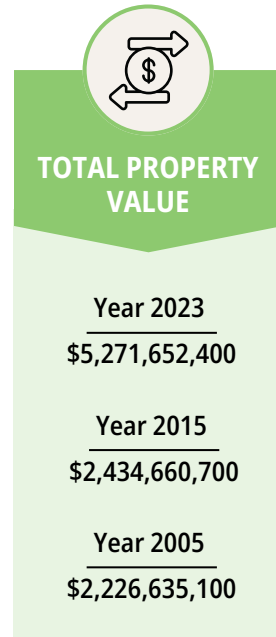 $
TOTAL PROPERTY
VALUE
Year 2023
$5,271,652,400
Year 2015
$2,434,660,700
Year 2005
$2,226,635,100